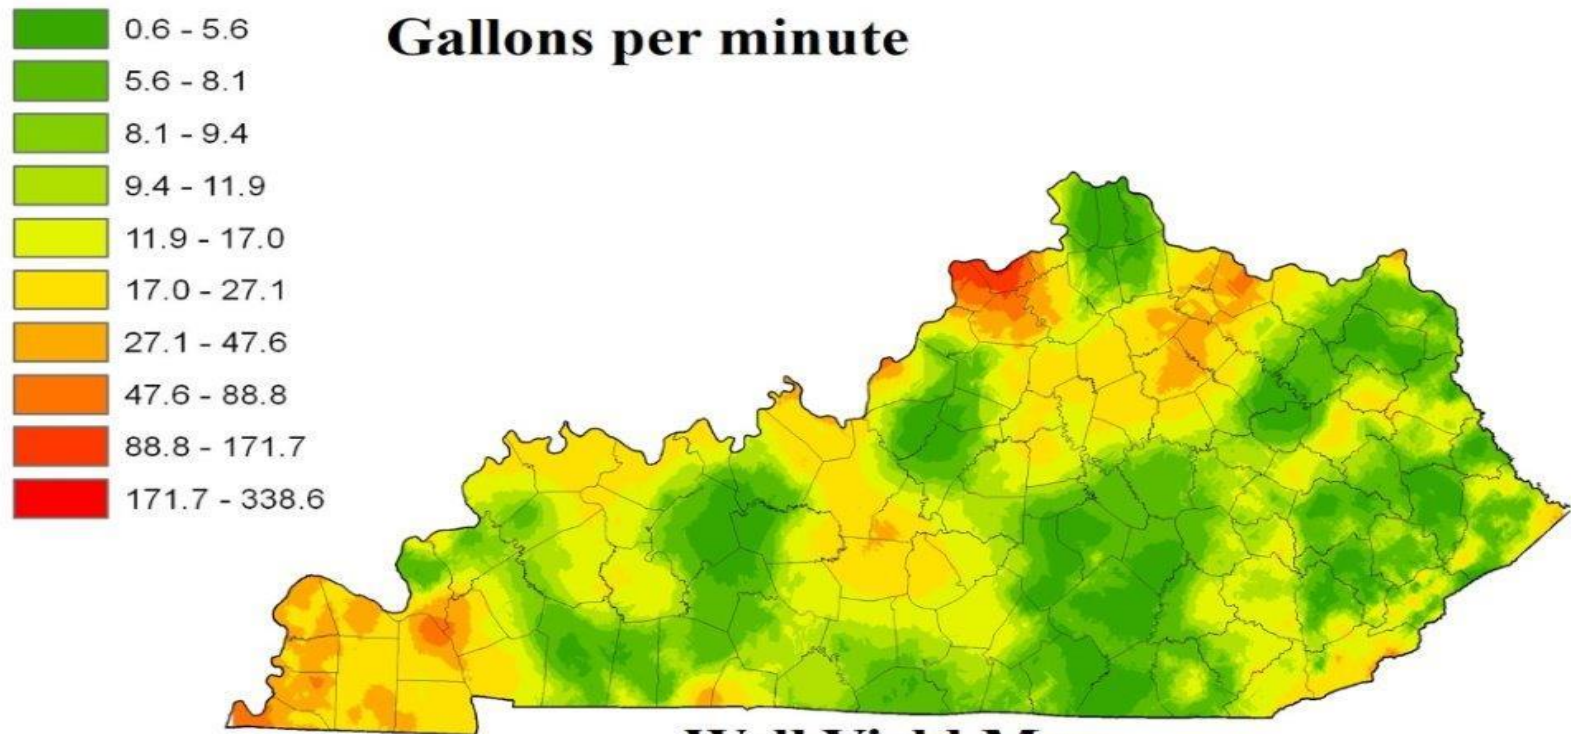 Gallons per minute
0.6 - 5.6
5.6 - 8.1
8.1 - 9.4
9.4 - 11.9
11.9 - 17.0
17.0 - 27.1
27.1 - 47.6
47.6 - 88.8
88.8 - 171.7
171.7 - 338.6
Well Yield